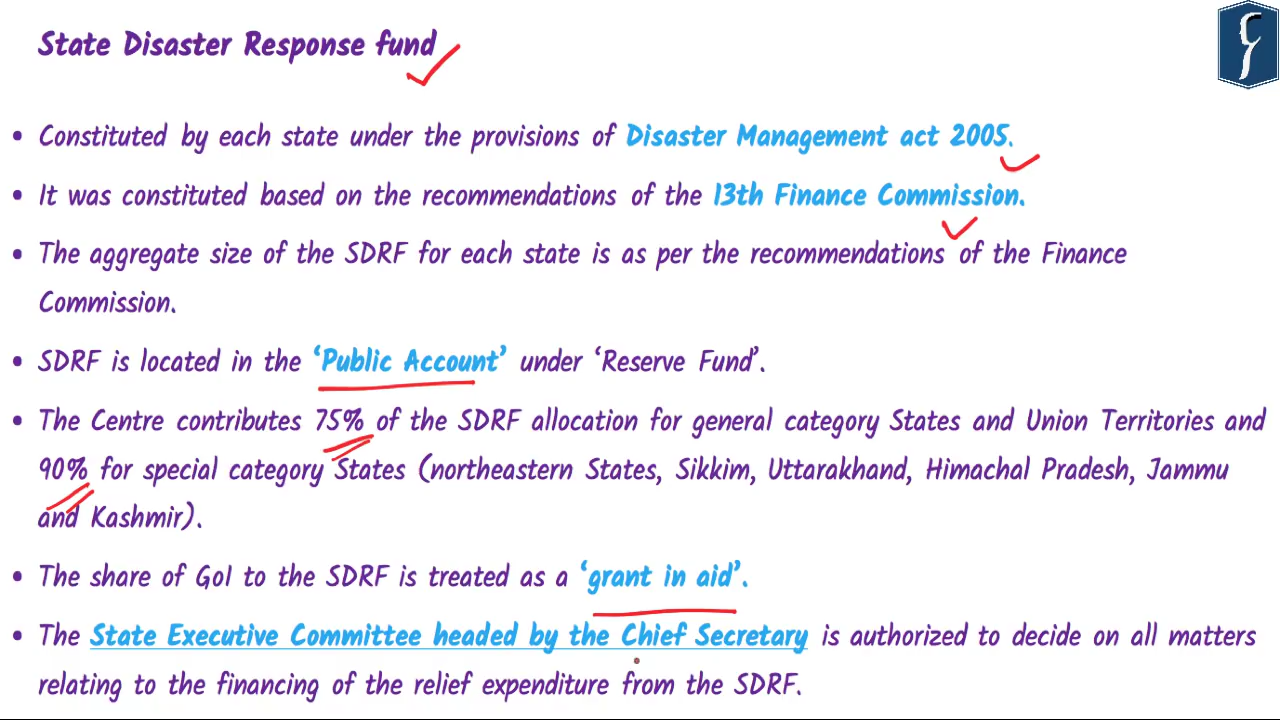 State Disaster Response fund
• Constituted by each state under the provisions of Disaster Management act 2005.
• It was constituted based on the recommendations of the 13th Finance Commission.
• The aggregate size of the SDRF for each state is as per the recommendations of the Finance
Commission.
• SDRF is located in the ‘Public Account’ under ‘Reserve Fund’.
• The Centre contributes 75% of the SDRF allocation for general category States and Union Territories and
90% for special category States (northeastern States, Sikkim, Uttarakhand, Himachal Pradesh, Jammu
and Kashmir).
• The share of GoI to the SDRF is treated as a ‘grant in aid’.
• The State Executive Committee headed by the Chief Secretary is authorized to decide on all matters
relating to the financing of the relief expenditure from the SDRF.